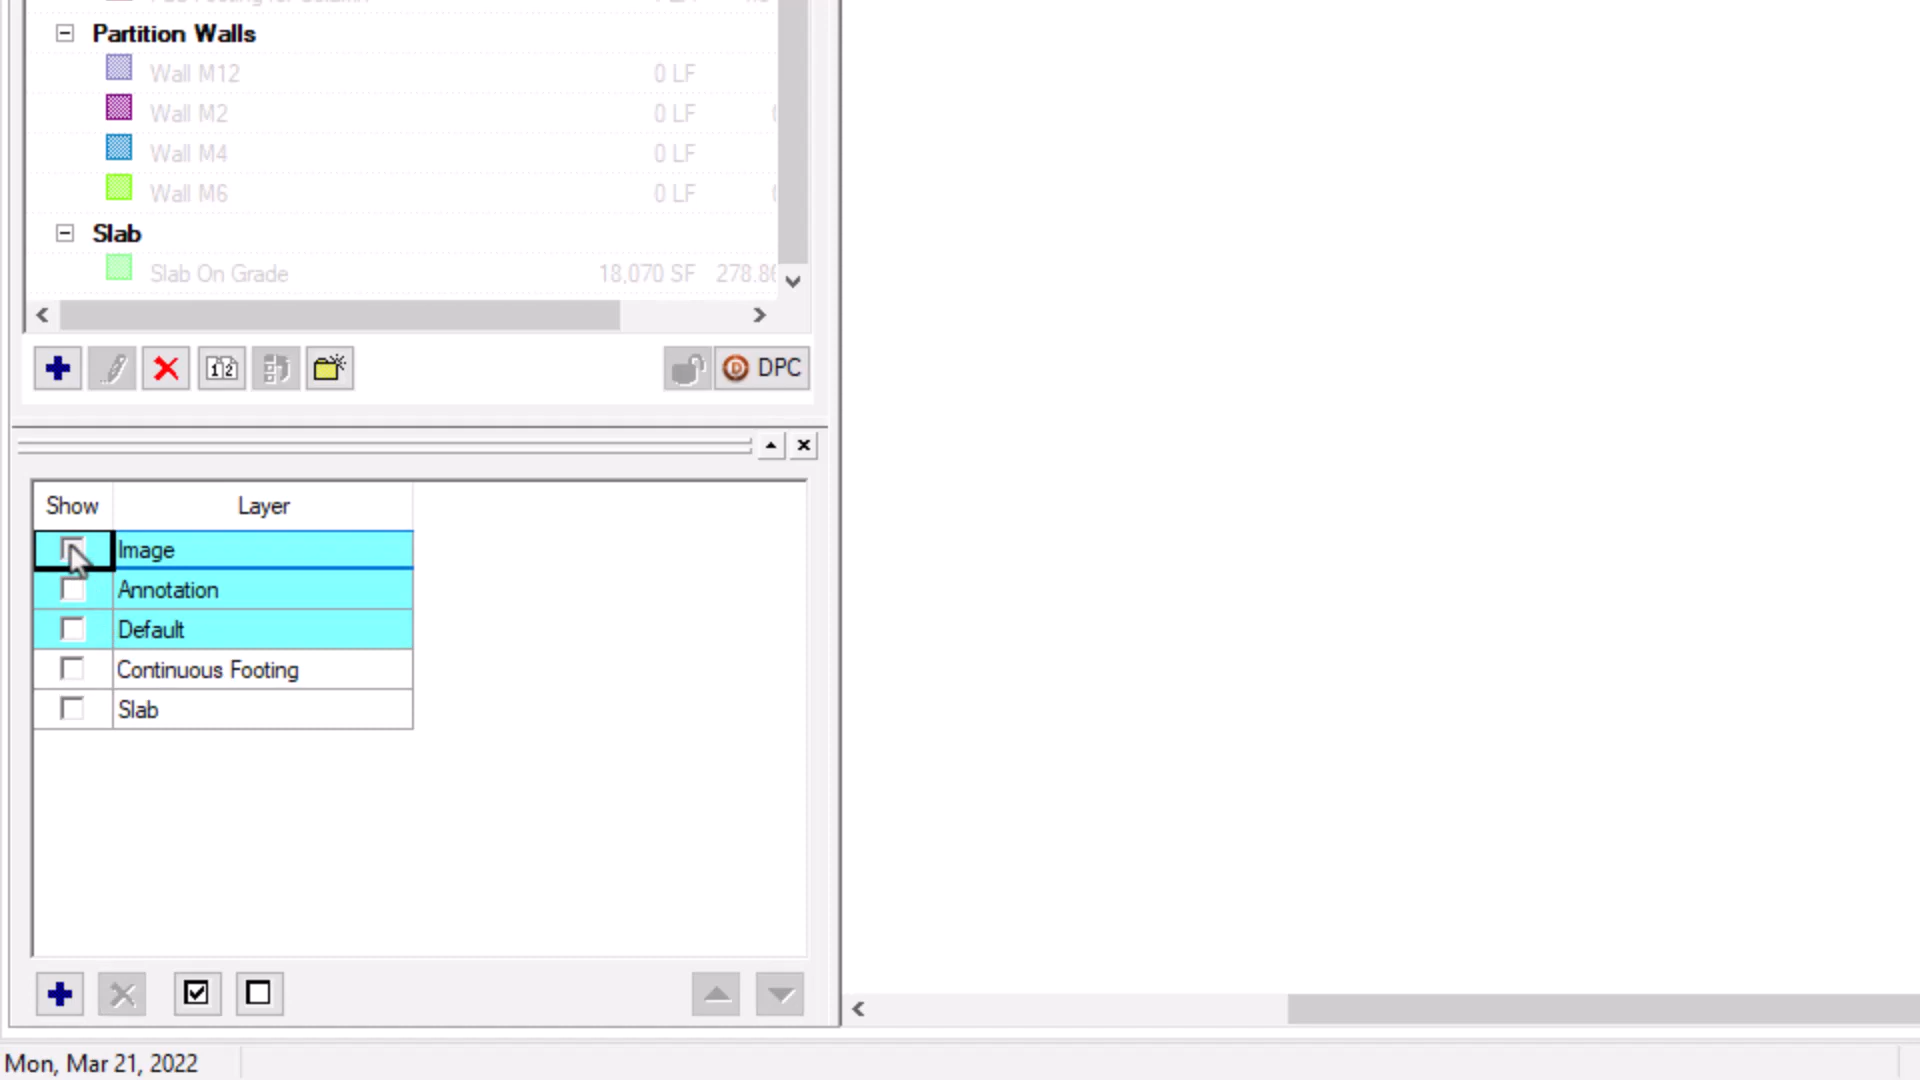 Partition Walls
Wall M12 0 LF
Wall M2 0 LF
Wall M4 0 LF
Wall M6 0 LF
Slab
Slab On Grade 18,070 SF 278.8
DPC
Show Layer
Image
Annotation
Default
Continuous Footing
Slab
Mon, Mar 21, 2022